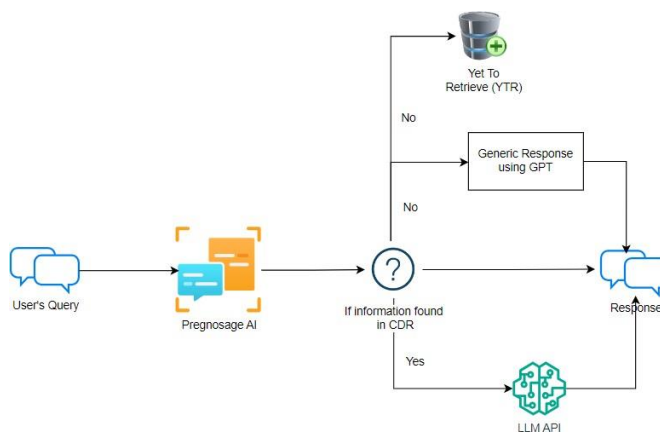 Yet To
Retrieve (YTR)
No
Generic Response
using GPT
No
User's Query
Pregnosage AI
?
If information found
in CDR
Response
Yes
LLM API